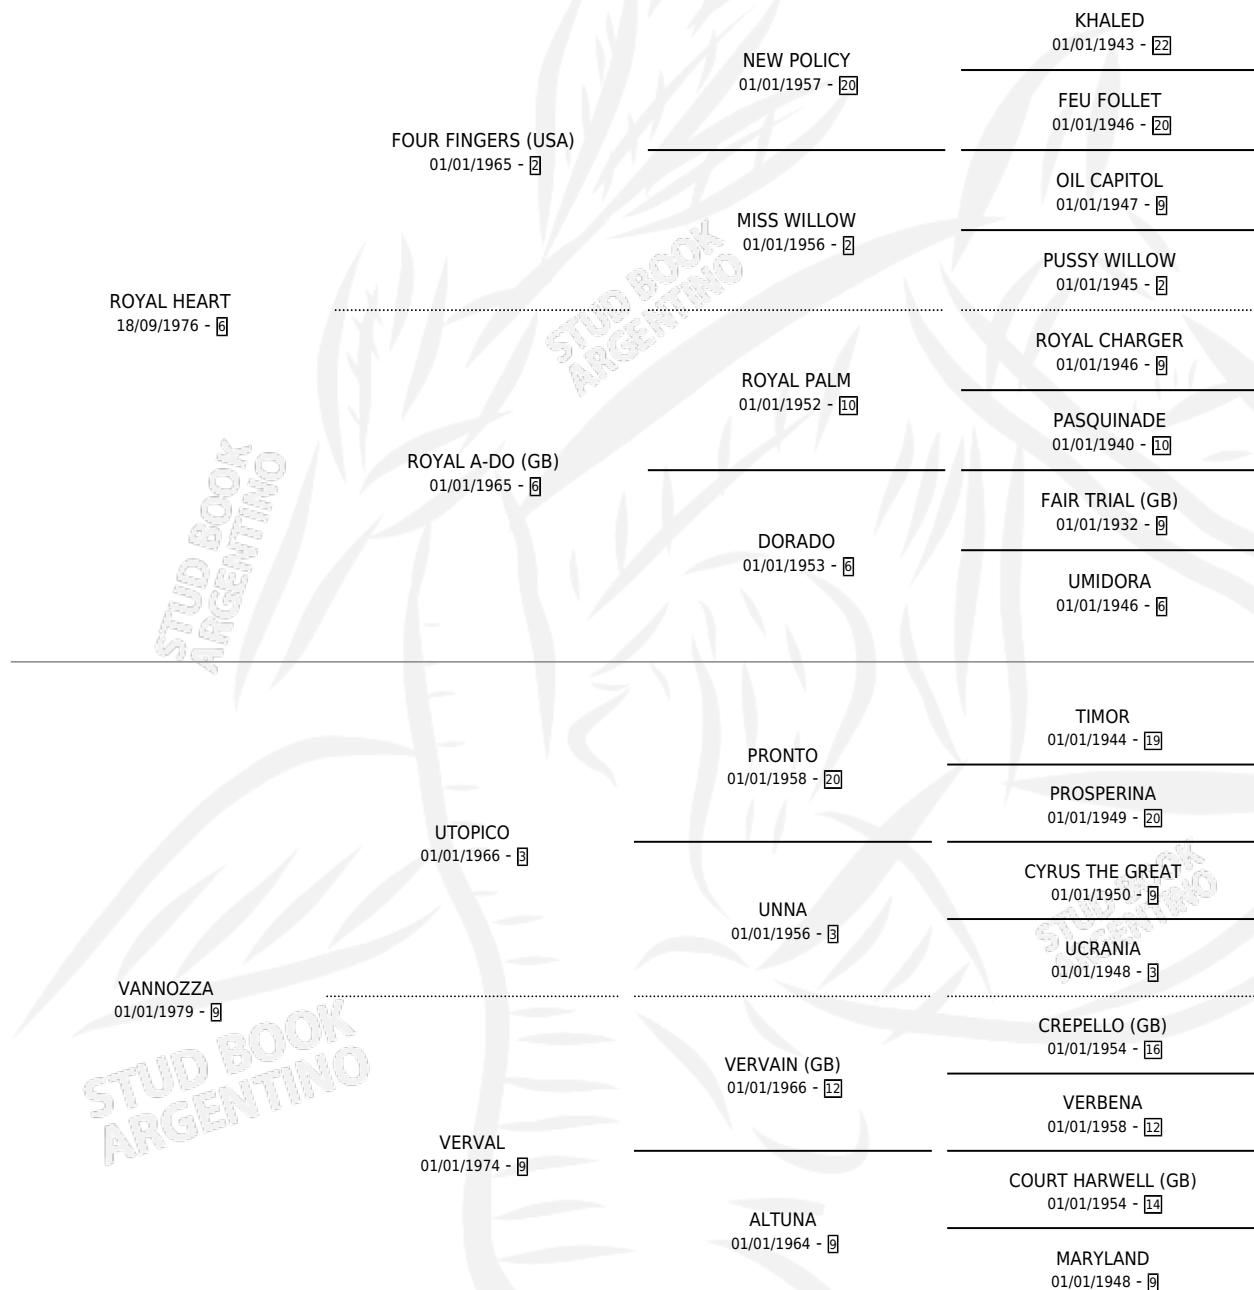 KHALED
01/01/1943 - 22
NEW POLICY
01/01/1957 - 20
FEU FOLLET
01/01/1946 - 20
FOUR FINGERS (USA)
01/01/1965 - 2
OIL CAPITOL
01/01/1947 - 9
MISS WILLOW
01/01/1956 - 2
PUSSY WILLOW
01/01/1945 - 2
ROYAL HEART
18/09/1976 - 6
ROYAL CHARGER
01/01/1946 - 9
ROYAL PALM
01/01/1952 - 10
PASQUINADE
01/01/1940 - 10
ROYAL A-DO (GB)
01/01/1965 - 6
FAIR TRIAL (GB)
01/01/1932 - 9
DORADO
01/01/1953 - 6
UMIDORA
01/01/1946 - 6
TIMOR
01/01/1944 - 19
PRONTO
01/01/1958 - 20
PROSPERINA
01/01/1949 - 20
UTOPICO
01/01/1966 - 3
CYRUS THE GREAT
01/01/1950 - 9
UNNA
01/01/1956 - 3
UCRANIA
01/01/1948 - 3
VANNOZZA
01/01/1979 - 9
CREPELLO (GB)
01/01/1954 - 16
VERVAIN (GB)
01/01/1966 - 12
VERBENA
01/01/1958 - 12
VERVAL
01/01/1974 - 9
COURT HARWELL (GB)
01/01/1954 - 14
ALTUNA
01/01/1964 - 9
MARYLAND
01/01/1948 - 9
STUD BOOK
ARGENTINO
STUD BOOK
ARGENTINO
STUD BOOK
ARGENTINO
STUD BOOK
ARGENTINO